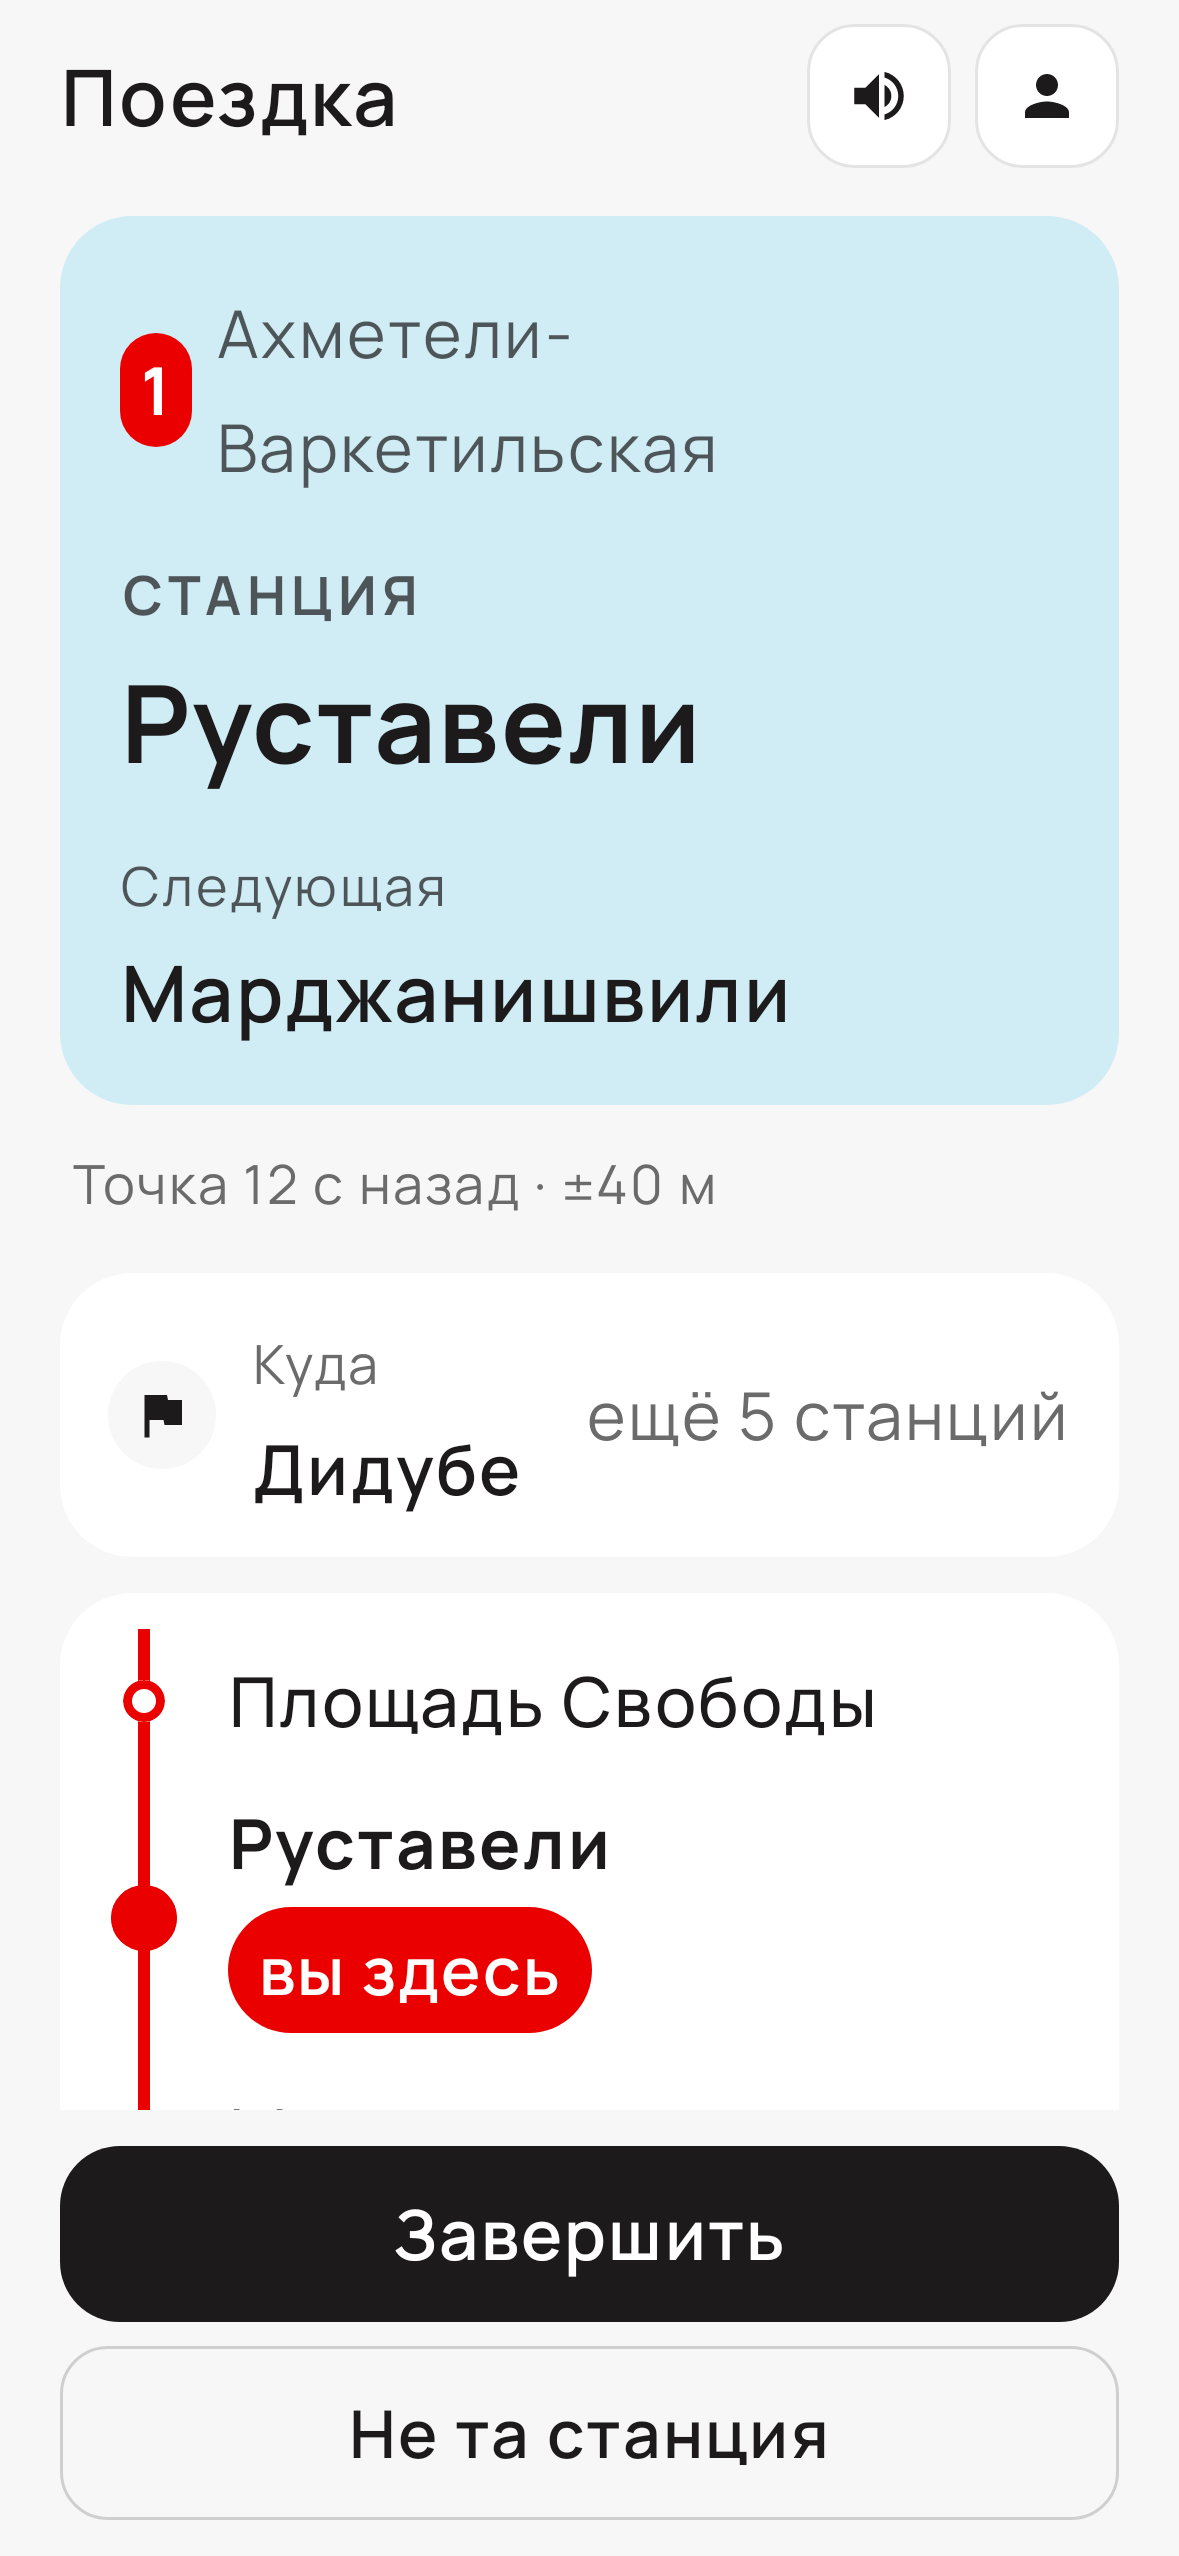 Поездка
1
Ахметели-
Варкетильская
СТАНЦИЯ
Руставели
Следующая
Марджанишвили
Точка 12 с назад · ±40 м
Куда
Дидубе
ещё 5 станций
Площадь Свободы
Руставели
вы здесь
Завершить
Не та станция